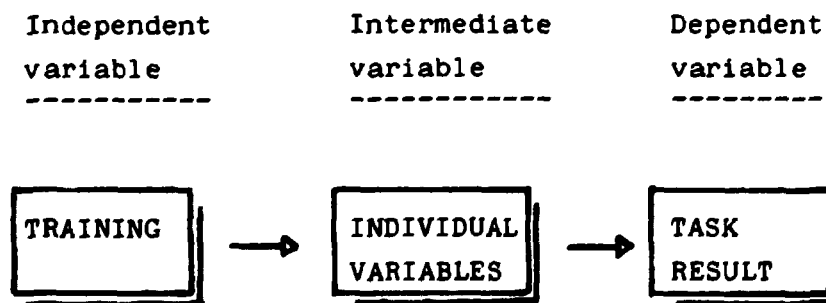 Independent Intermediate Dependent
variable variable variable
----------- ------------ ---------
TRAINING INDIVIDUAL TASK
VARIABLES RESULT